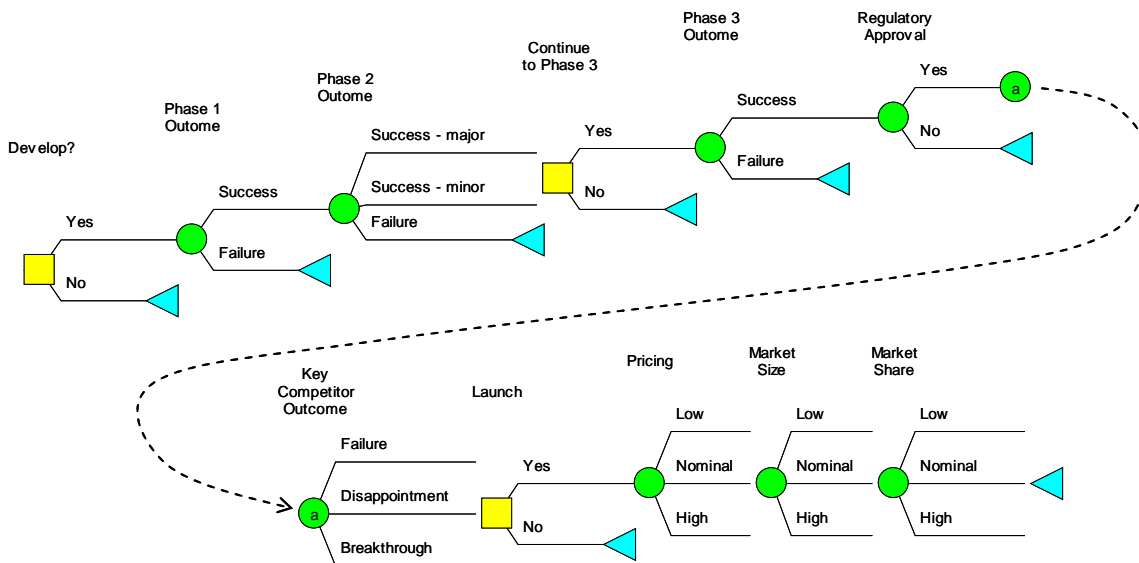 Develop?
Yes
No
Phase 1
Outome
Success
Failure
Phase 2
Outome
Success - major
Success - minor
Failure
Continue
to Phase 3
Yes
No
Phase 3
Outome
Success
Failure
Regulatory
Approval
Yes
No
a
Key
Competitor
Outcome
a
Failure
Disappointment
Breakthrough
Launch
Yes
No
Pricing
Low
Nominal
High
Market
Size
Low
Nominal
High
Market
Share
Low
Nominal
High